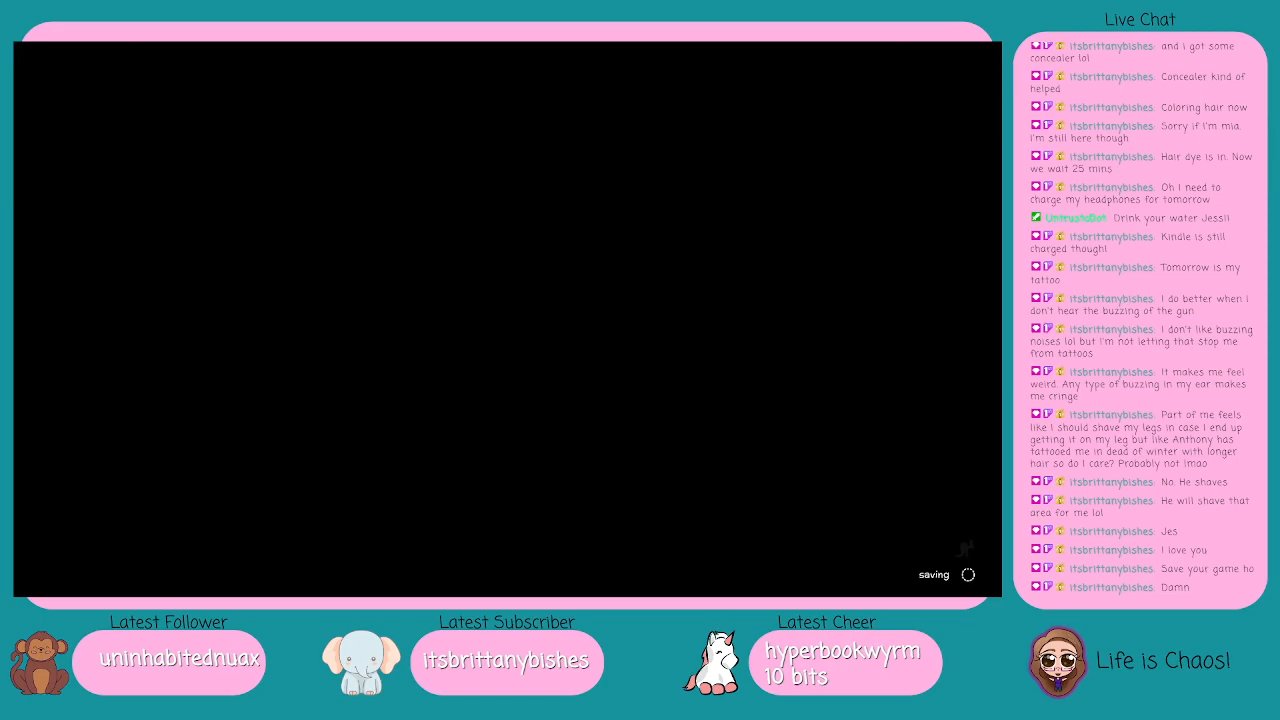 Live Chat
itsbrittanybishes: and i got some
concealer lol
itsbrittanybishes: Concealer kind of
helped
itsbrittanybishes: Coloring hair now
itsbrittanybishes: Sorry if I'm mia.
I'm still here though
itsbrittanybishes: Hair dye is in. Now
we wait 25 mins
itsbrittanybishes: Oh I need to
charge my headphones for tomorrow
UntrustaDot: Drink your water Jess!!
itsbrittanybishes: Kindle is still
charged though!
itsbrittanybishes: Tomorrow is my
tattoo
itsbrittanybishes: I do better when I
don't hear the buzzing of the gun
itsbrittanybishes: I don't like buzzing
noises lol but I'm not letting that stop me
from tattoos
itsbrittanybishes: It makes me feel
weird. Any type of buzzing in my ear makes
me cringe
itsbrittanybishes: Part of me feels
like I should shave my legs in case I end up
getting it on my leg but like Anthony has
tattooed me in dead of winter with longer
hair so do I care? Probably not lmao
itsbrittanybishes: No. He shaves
itsbrittanybishes: He will shave that
area for me lol
itsbrittanybishes: Jes
itsbrittanybishes: I love you
itsbrittanybishes: Save your game ho
itsbrittanybishes: Damn
saving
Latest Follower
uninhabitednuax
Latest Subscriber
itsbrittanybishes
Latest Cheer
hyperbookwyrm
10 bits
Life is Chaos!